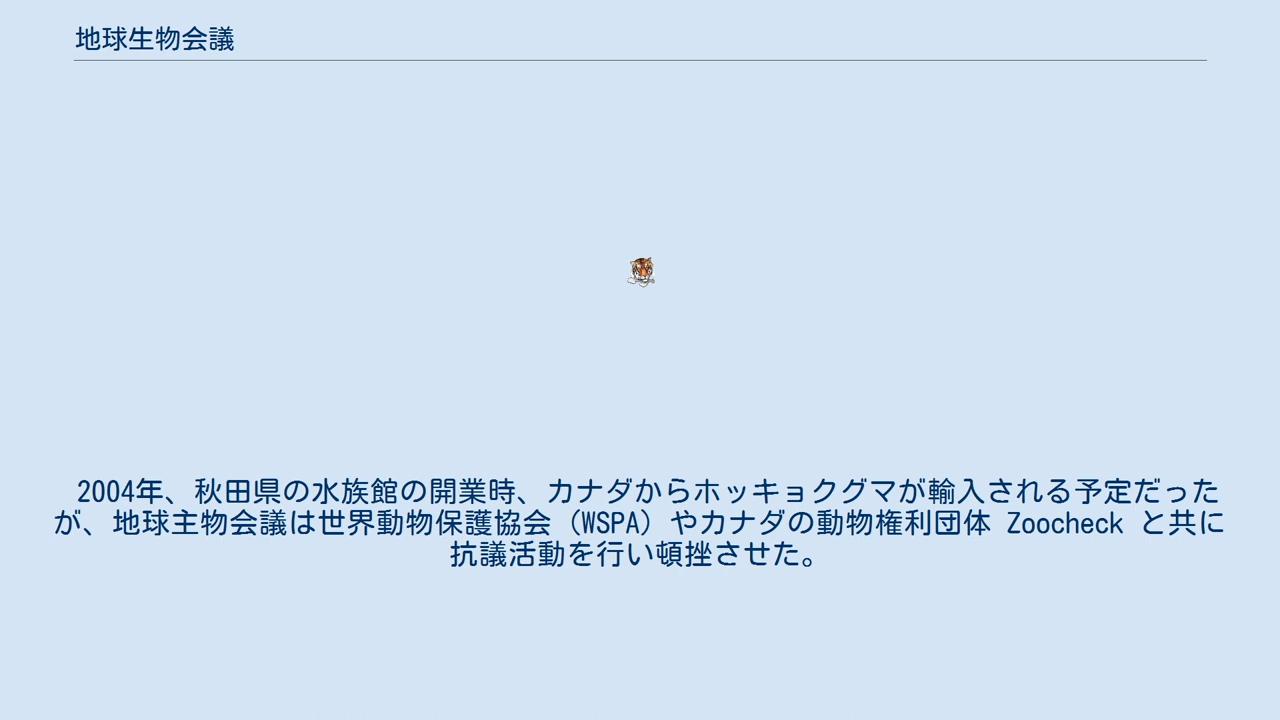 地球生物会議
2004年、秋田県の水族館の開業時、カナダからホッキョクグマが輸入される予定だった
が、地球主物会議は世界動物保護協会（WSPA）やカナダの動物権利団体 Zoocheck と共に
抗議活動を行い頓挫させた。